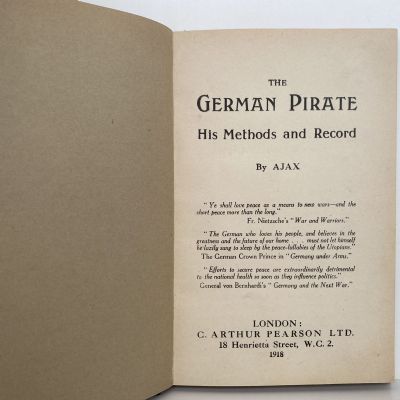 THE
GERMAN PIRATE
His Methods and Record
By AJAX
"Ye shall love peace as a means to new wars—and the
short peace more than the long."
Fr. Nietzsche's "War and Warriors."
"The German who loves his people, and believes in the
greatness and the future of our home . . . . must not let himself
be lazily sung to sleep by the peace-lullabies of the Utopians."
The German Crown Prince in "Germany under Arms."
"Efforts to secure peace are extraordinarily detrimental
to the national health so soon as they influence politics."
General von Bernhardi's "Germany and the Next War."
LONDON:
C. ARTHUR PEARSON LTD.
18 Henrietta Street, W.C. 2.
1918